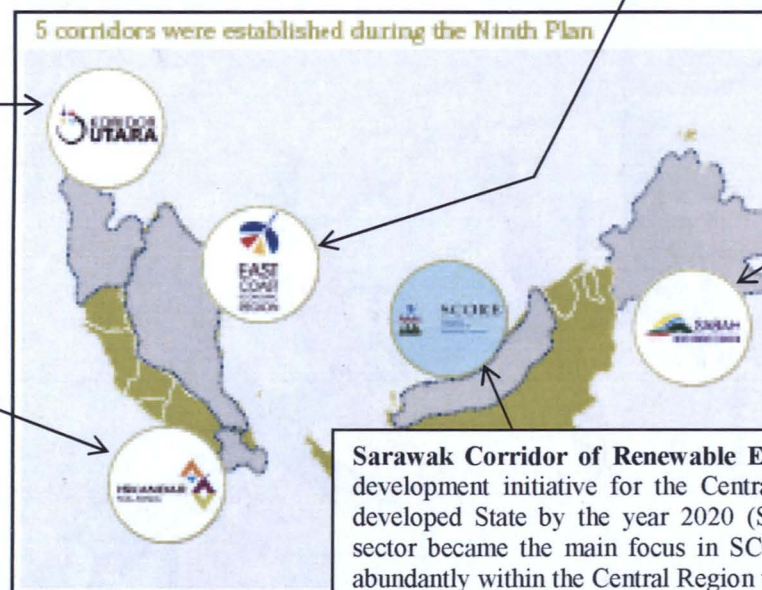 5 corridors were established during the Ninth Plan
KORIDOR
UTARA
EAST
COAST
ECONOMIC
REGION
SCORE
SABAH
ISKANDAR
Sarawak Corridor of Renewable E
development initiative for the Centra
developed State by the year 2020 (S
sector became the main focus in SC
abundantly within the Central Region